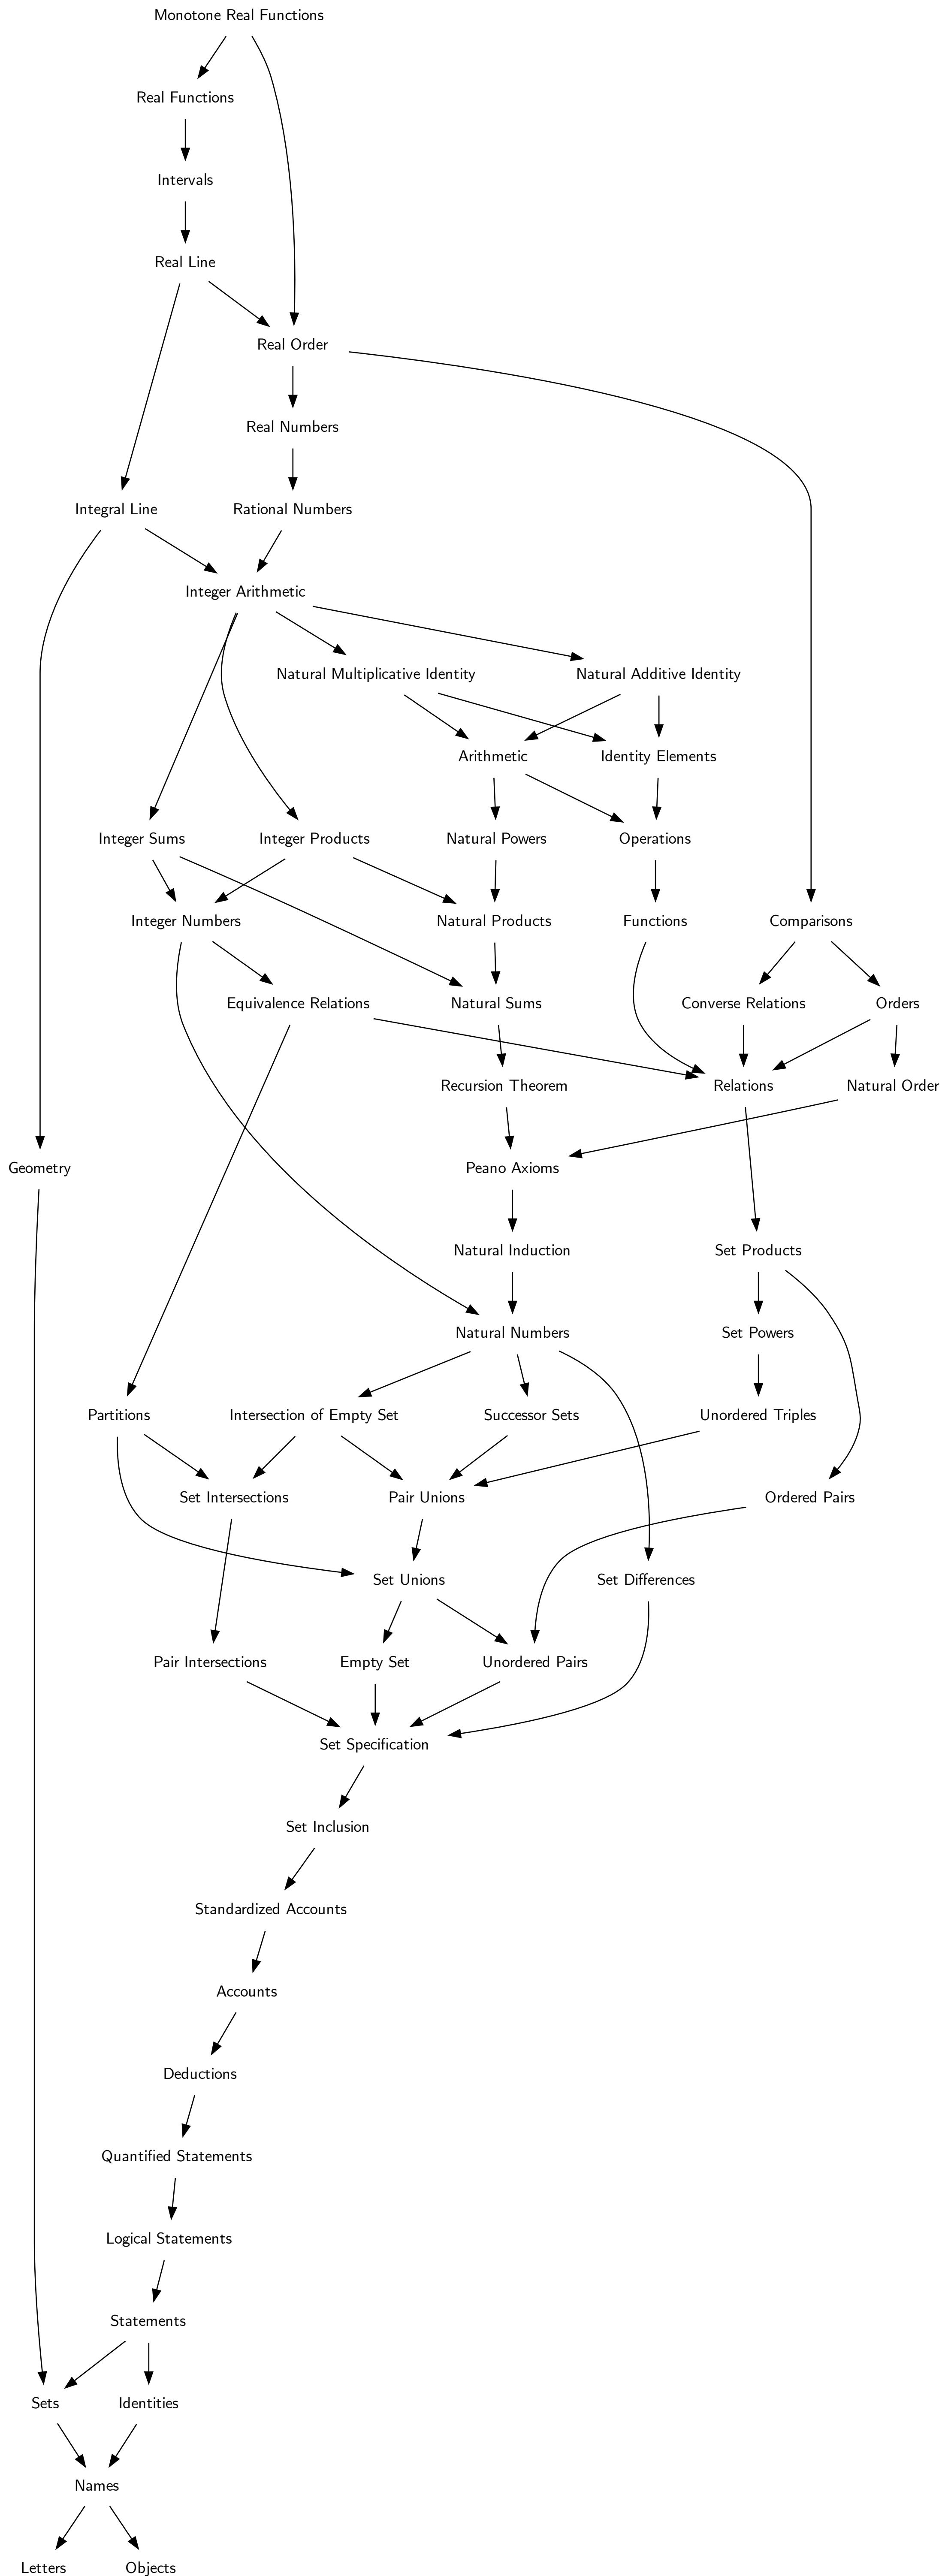 Monotone Real Functions
Real Functions
Intervals
Real Line
Real Order
Real Numbers
Integral Line
Rational Numbers
Integer Arithmetic
Natural Multiplicative Identity
Natural Additive Identity
Arithmetic
Identity Elements
Integer Sums
Integer Products
Natural Powers
Operations
Integer Numbers
Natural Products
Functions
Comparisons
Equivalence Relations
Natural Sums
Converse Relations
Orders
Recursion Theorem
Relations
Natural Order
Geometry
Peano Axioms
Natural Induction
Set Products
Natural Numbers
Set Powers
Partitions
Intersection of Empty Set
Successor Sets
Unordered Triples
Set Intersections
Pair Unions
Ordered Pairs
Set Unions
Set Differences
Pair Intersections
Empty Set
Unordered Pairs
Set Specification
Set Inclusion
Standardized Accounts
Accounts
Deductions
Quantified Statements
Logical Statements
Statements
Sets
Identities
Names
Letters
Objects